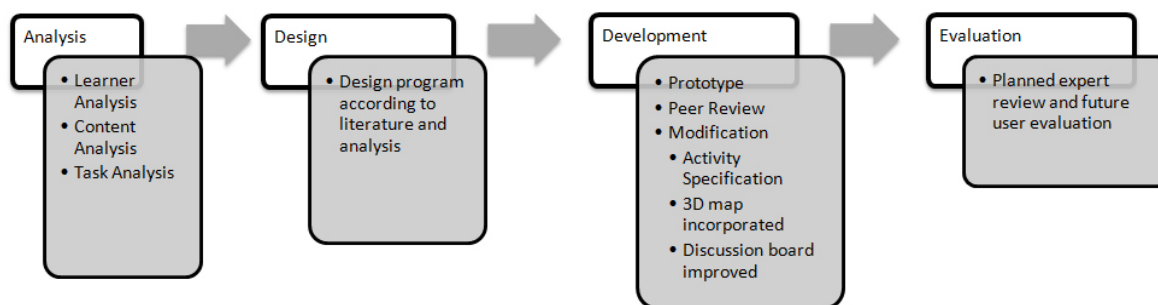 Analysis
• Learner
Analysis
• Content
Analysis
• Task Analysis
Design
• Design program
according to
literature and
analysis
Development
• Prototype
• Peer Review
• Modification
• Activity
Specification
• 3D map
incorporated
• Discussion board
improved
Evaluation
• Planned expert
review and future
user evaluation